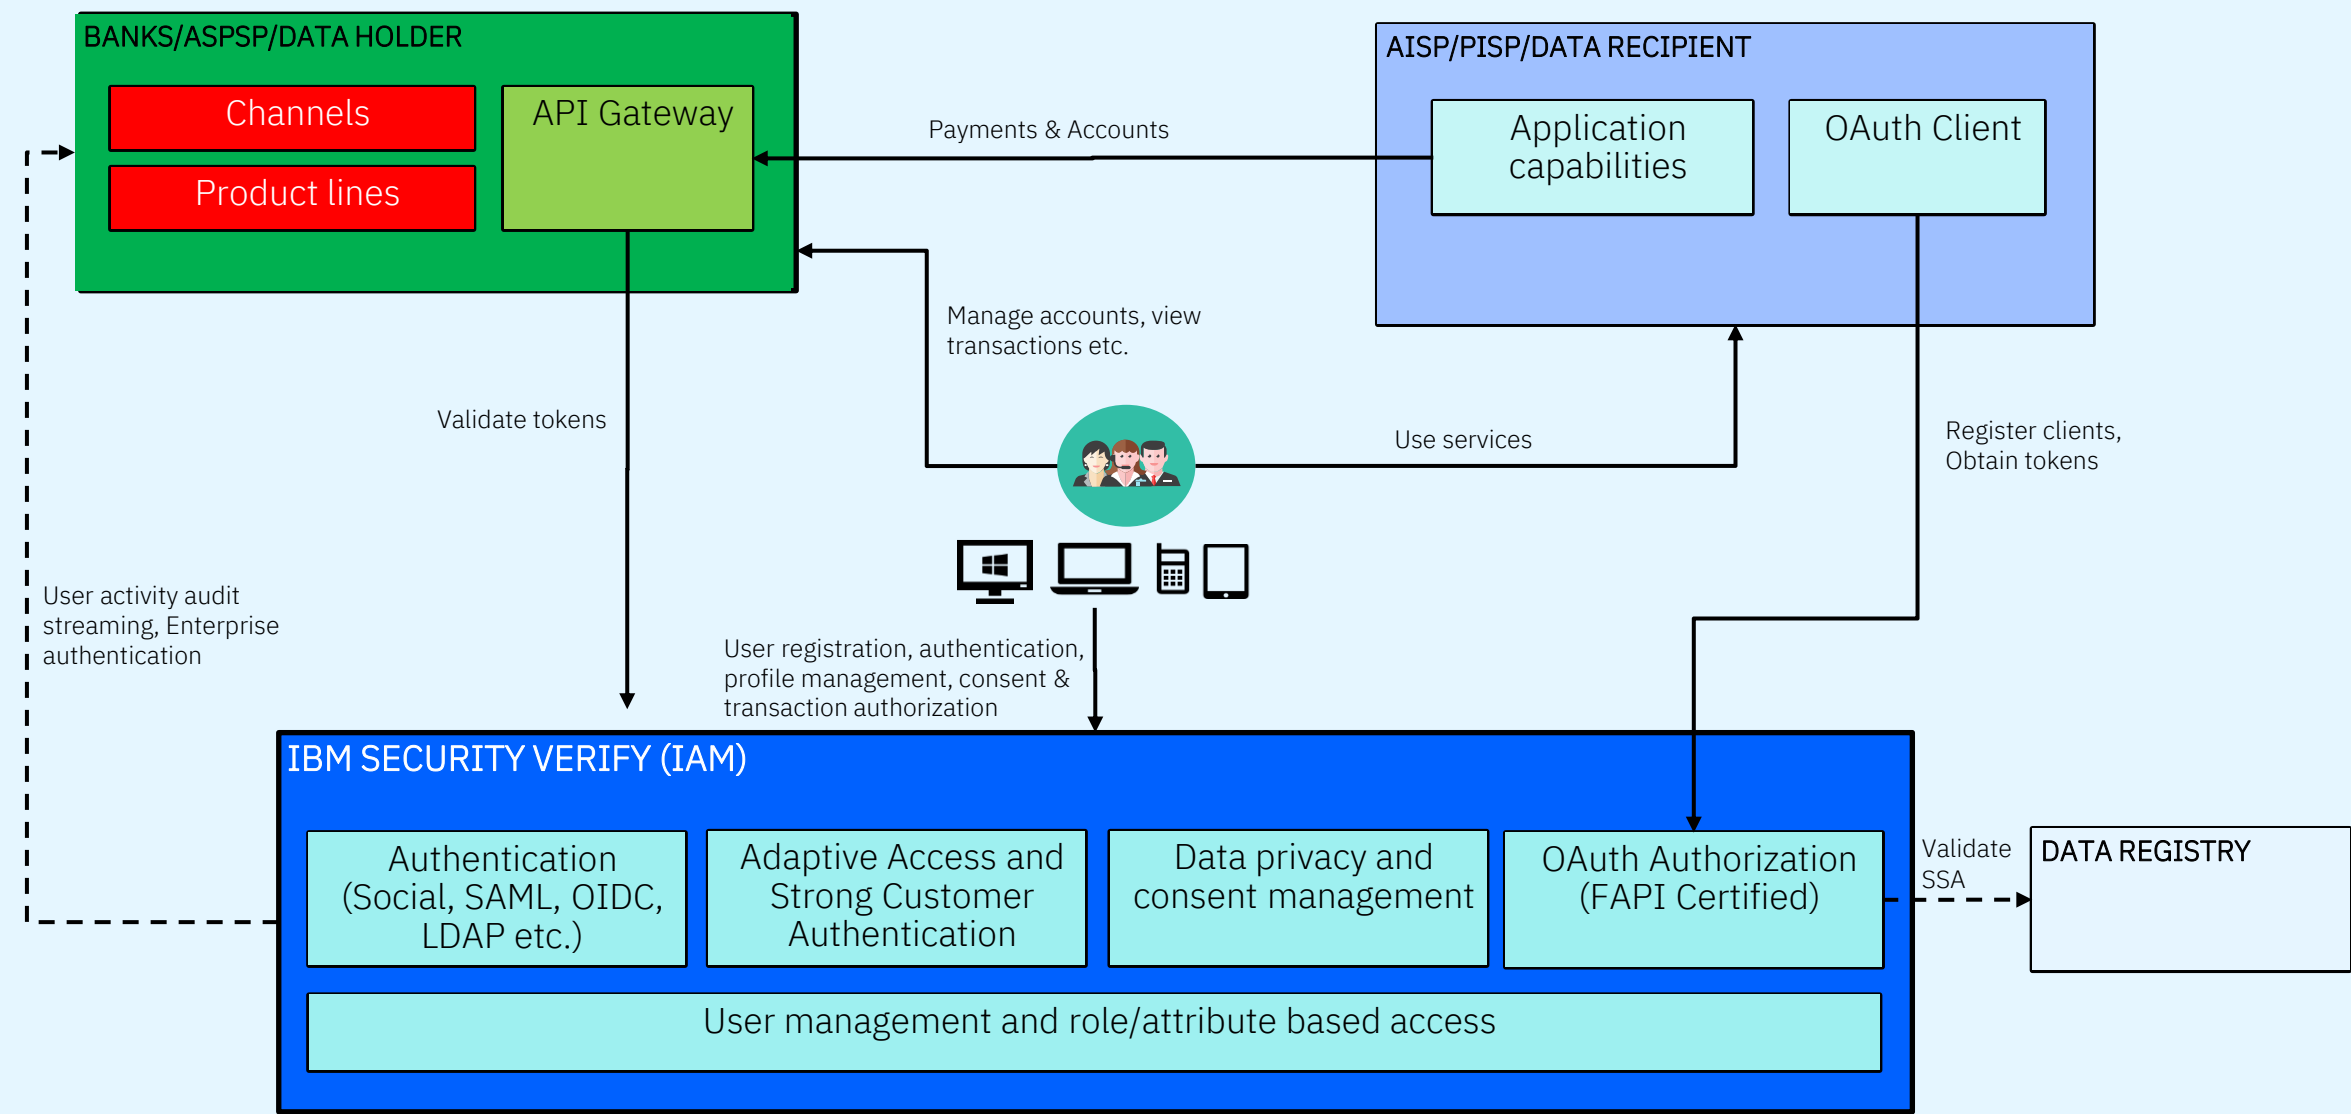 BANKS/ASPSP/DATA HOLDER
Channels
Product lines
API Gateway
Payments & Accounts
AISP/PISP/DATA RECIPIENT
Application
capabilities
OAuth Client
Manage accounts, view
transactions etc.
Validate tokens
Use services
Register clients,
Obtain tokens
User activity audit
streaming, Enterprise
authentication
User registration, authentication,
profile management, consent &
transaction authorization
IBM SECURITY VERIFY (IAM)
Authentication
(Social, SAML, OIDC,
LDAP etc.)
Adaptive Access and
Strong Customer
Authentication
Data privacy and
consent management
OAuth Authorization
(FAPI Certified)
Validate
SSA
DATA REGISTRY
User management and role/attribute based access